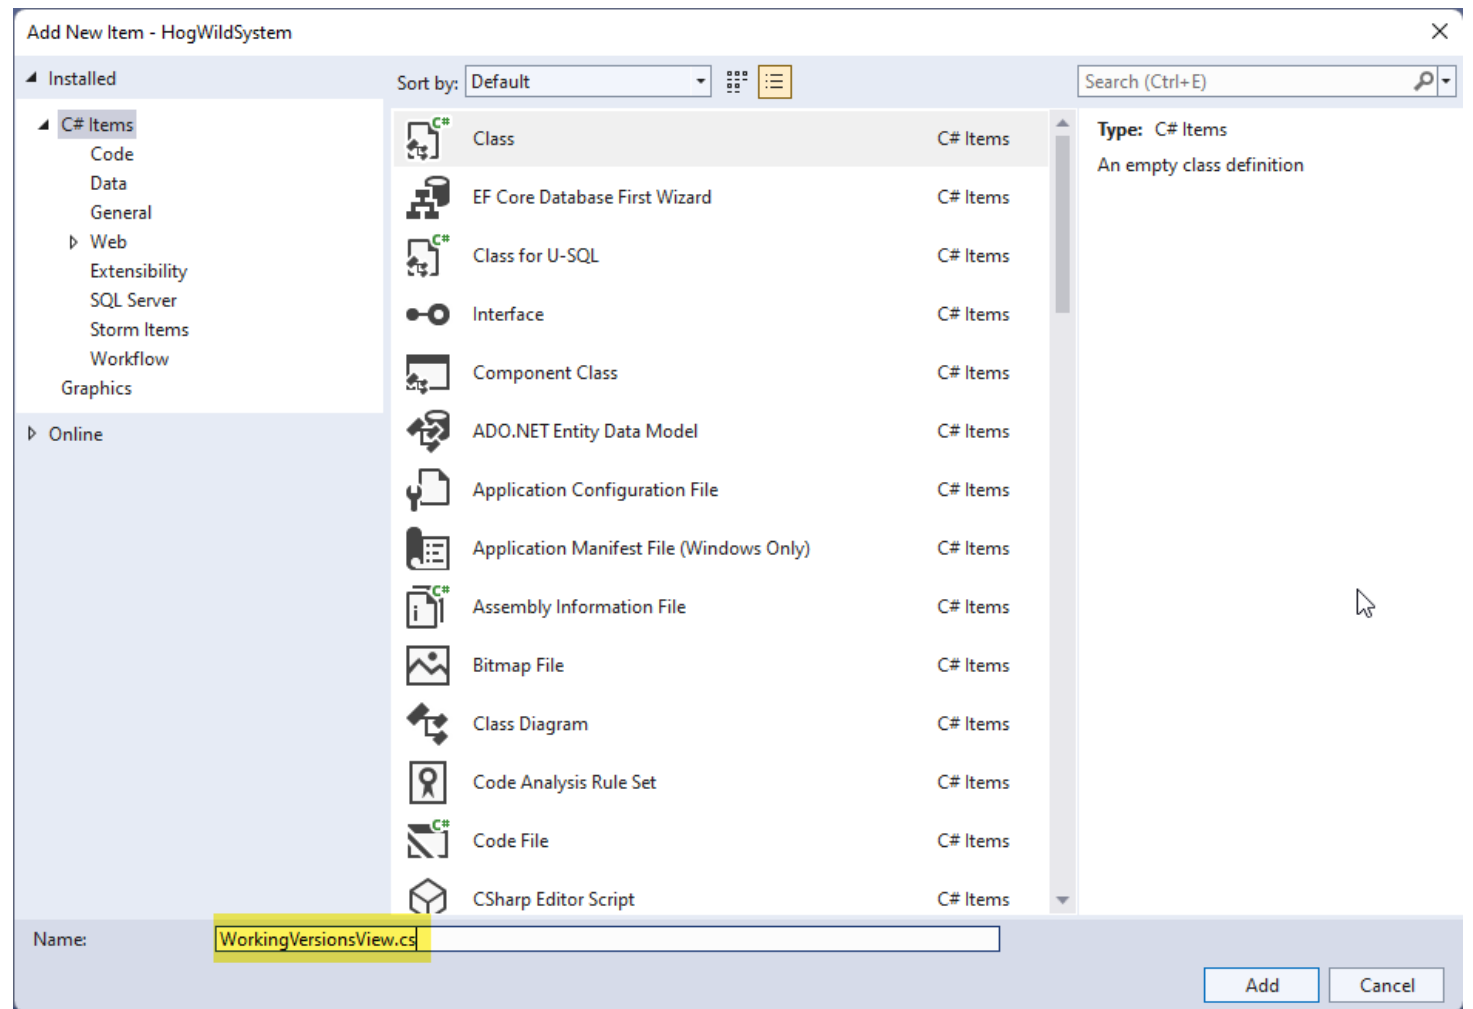 Add New Item - HogWildSystem
Installed
Sort by: Default
Search (Ctrl+E)
C# Items
Code
Data
General
Web
Extensibility
SQL Server
Storm Items
Workflow
Graphics
Online
C# Class C# Items
EF Core Database First Wizard C# Items
C# Class for U-SQL C# Items
Interface C# Items
Component Class C# Items
ADO.NET Entity Data Model C# Items
Application Configuration File C# Items
Application Manifest File (Windows Only) C# Items
C# Assembly Information File C# Items
Bitmap File C# Items
Class Diagram C# Items
Code Analysis Rule Set C# Items
C# Code File C# Items
CSharp Editor Script C# Items
Type: C# Items
An empty class definition
Name: WorkingVersionsView.cs
Add Cancel